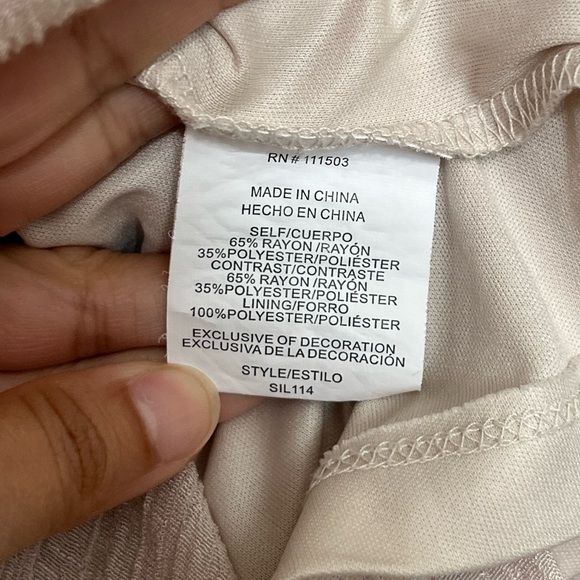 RN # 111503
MADE IN CHINA
HECHO EN CHINA
SELF/CUERPO
65% RAYON/RAYÓN
35%POLYESTER/POLIÉSTER
CONTRAST/CONTRASTE
65% RAYON/RAYÓN
35%POLYESTER/POLIÉSTER
LINING/FORRO
100%POLYESTER/POLIÉSTER
EXCLUSIVE OF DECORATION
EXCLUSIVA DE LA DECORACIÓN
STYLE/ESTILO
SIL114